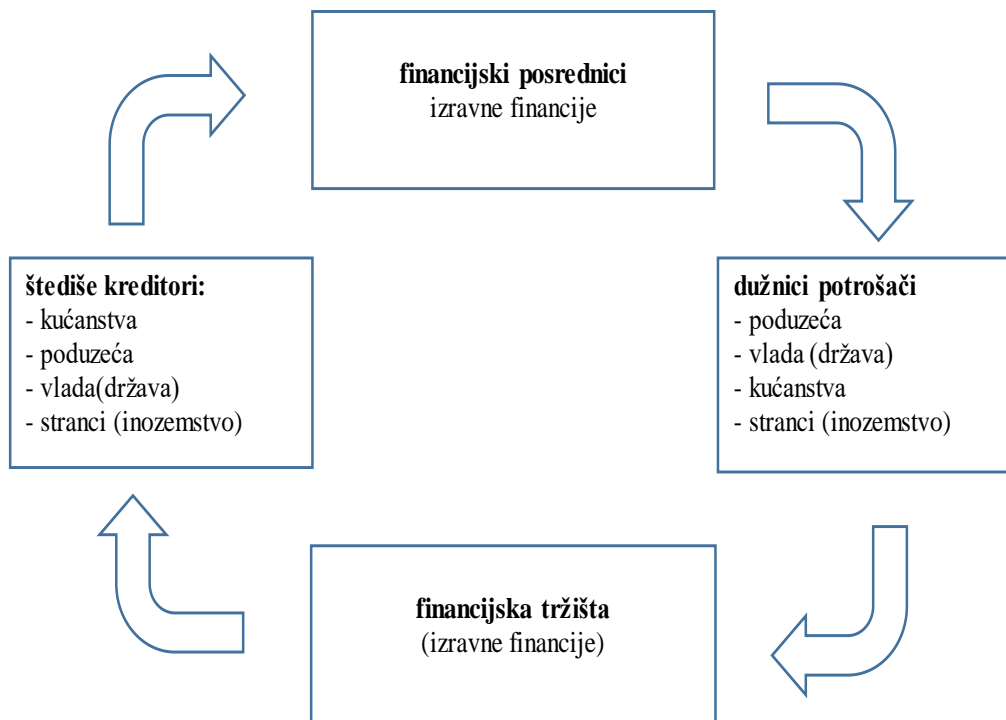 financijski posrednici
izravne financije
štediše kreditori:
- kućanstva
- poduzeća
- vlada(država)
- stranci (inozemstvo)
dužnici potrošači
- poduzeća
- vlada (država)
- kućanstva
- stranci (inozemstvo)
financijska tržišta
(izravne financije)